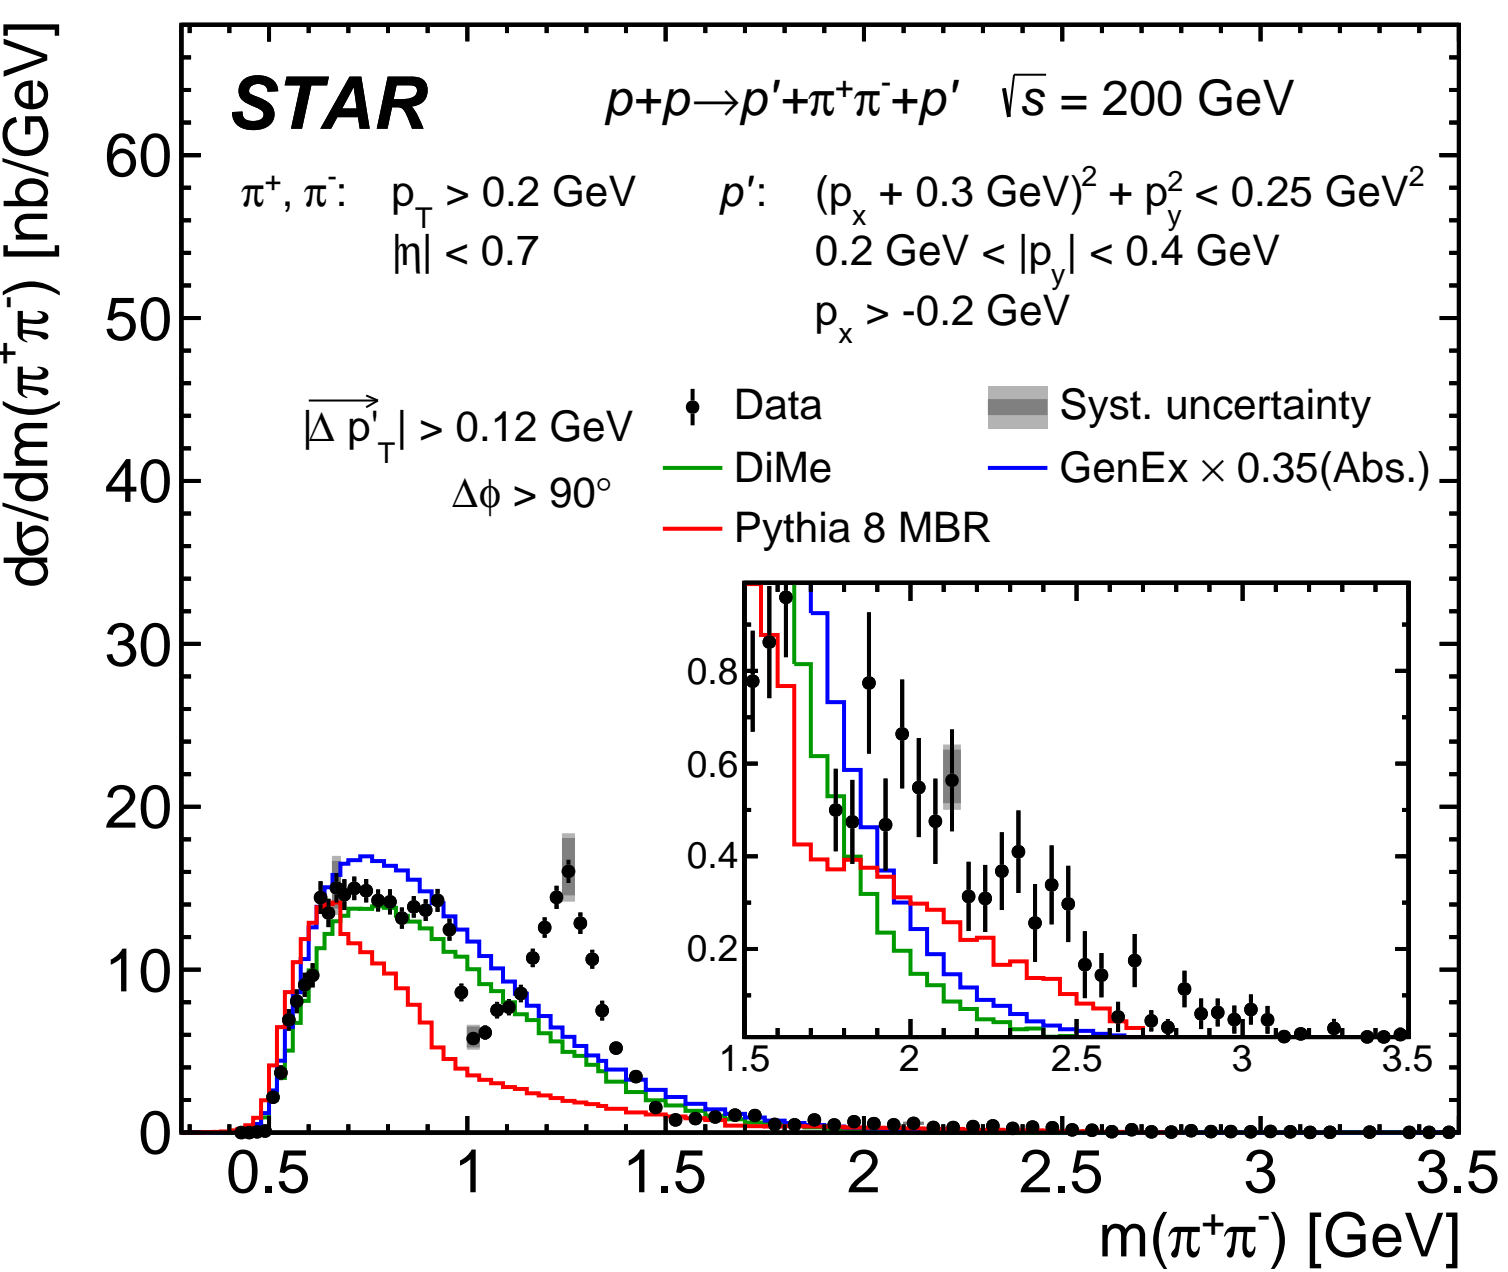 STAR p+p→p′+π⁺π⁻+p′ √s = 200 GeV
π⁺, π⁻: p_T > 0.2 GeV p′: (p_x + 0.3 GeV)² + p_y² < 0.25 GeV²
|η| < 0.7 0.2 GeV < |p_y| < 0.4 GeV
p_x > -0.2 GeV
|Δ p'_T| > 0.12 GeV
Δϕ > 90°
Data Syst. uncertainty
DiMe GenEx × 0.35(Abs.)
Pythia 8 MBR
dσ/dm(π⁺π⁻) [nb/GeV]
60
50
40
30
20
10
0
0.8
0.6
0.4
0.2
1.5 2 2.5 3 3.5
0.5 1 1.5 2 2.5 3 3.5
m(π⁺π⁻) [GeV]